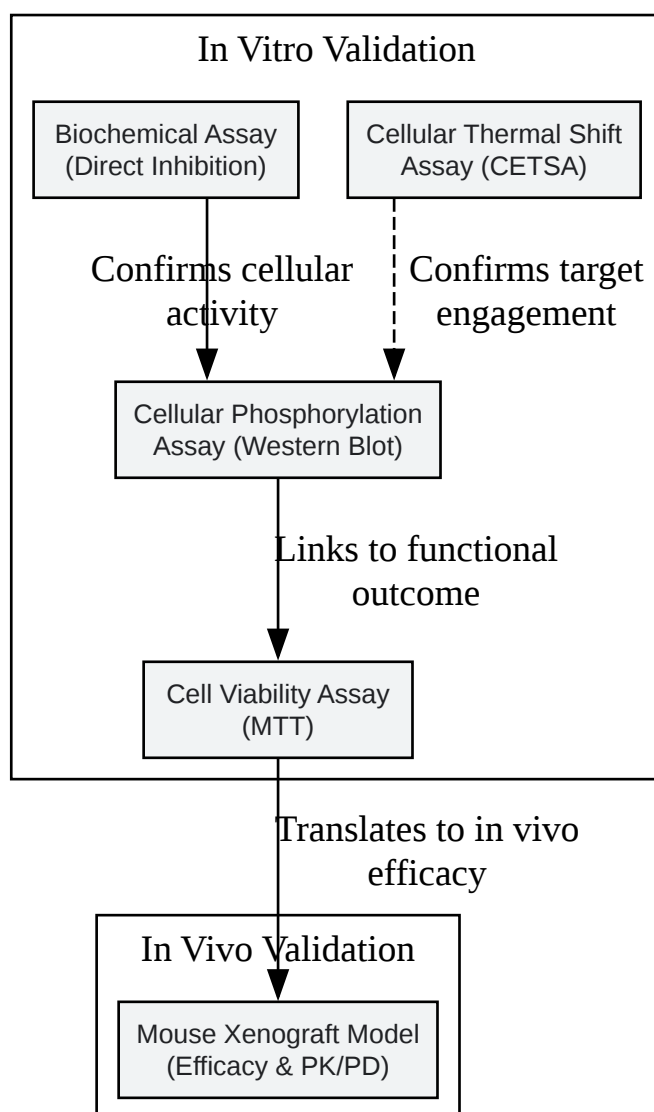 In Vitro Validation
Biochemical Assay
(Direct Inhibition)
Cellular Thermal Shift
Assay (CETSA)
Confirms cellular
activity
Confirms target
engagement
Cellular Phosphorylation
Assay (Western Blot)
Links to functional
outcome
Cell Viability Assay
(MTT)
Translates to in vivo
efficacy
In Vivo Validation
Mouse Xenograft Model
(Efficacy & PK/PD)